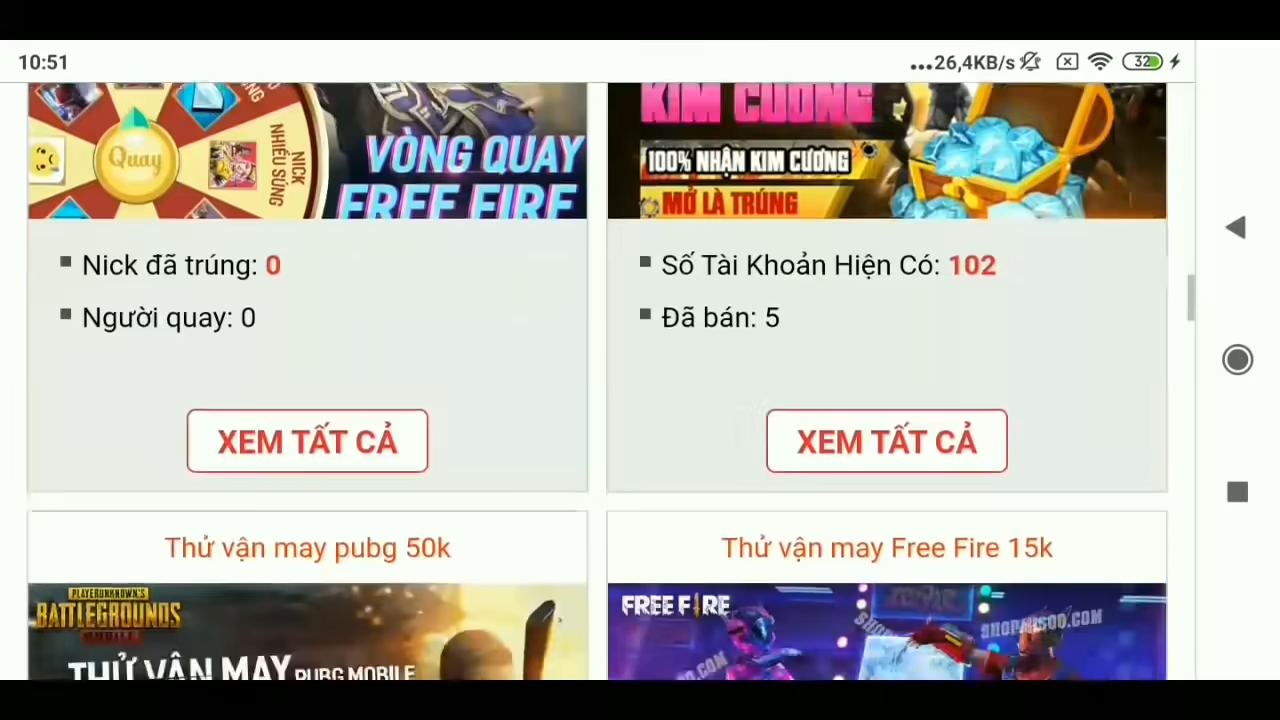 10:51
...26,4KB/s
32
Quay
NICK
NHIỀU SÚNG
VÒNG QUAY
FREE FIRE
KIM CƯƠNG
100% NHẬN KIM CƯƠNG
MỞ LÀ TRÚNG
Nick đã trúng: 0
Người quay: 0
XEM TẤT CẢ
Số Tài Khoản Hiện Có: 102
Đã bán: 5
XEM TẤT CẢ
Thử vận may pubg 50k
PLAYERUNKNOWN'S
BATTLEGROUNDS
MOBILE
THỬ VẬN MAY PUBG MOBILE
Thử vận may Free Fire 15k
FREE FIRE